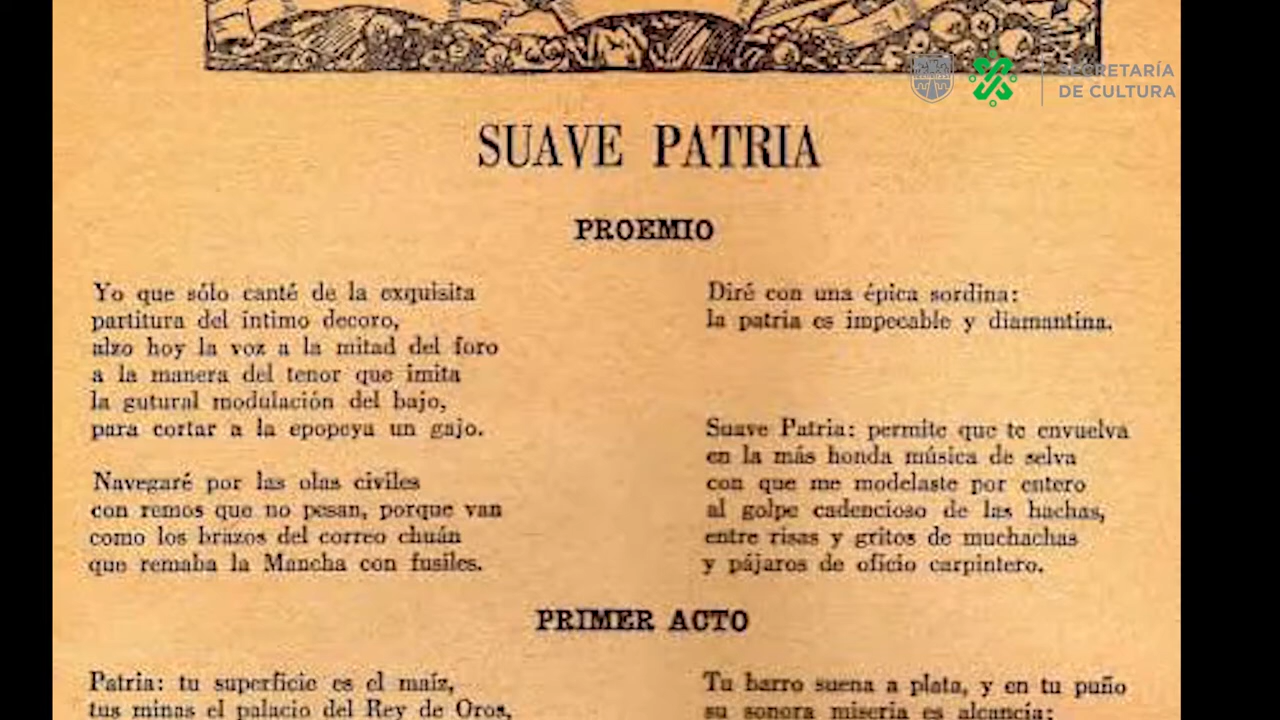 SECRETARÍA
DE CULTURA
SUAVE PATRIA
PROEMIO
Yo que sólo canté de la exquisita
partitura del íntimo decoro,
alzo hoy la voz a la mitad del foro
a la manera del tenor que imita
la gutural modulación del bajo,
para cortar a la epopeya un gajo.
Navegaré por las olas civiles
con remos que no pesan, porque van
como los brazos del correo chuán
que remaba la Mancha con fusiles.
Diré con una épica sordina:
la patria es impecable y diamantina.
Suave Patria: permite que te envuelva
en la más honda música de selva
con que me modelaste por entero
al golpe cadencioso de las hachas,
entre risas y gritos de muchachas
y pájaros de oficio carpintero.
PRIMER ACTO
Patria: tu superficie es el maíz,
tus minas el palacio del Rey de Oros,
Tu barro suena a plata, y en tu puño
su sonora miseria es alcancía: